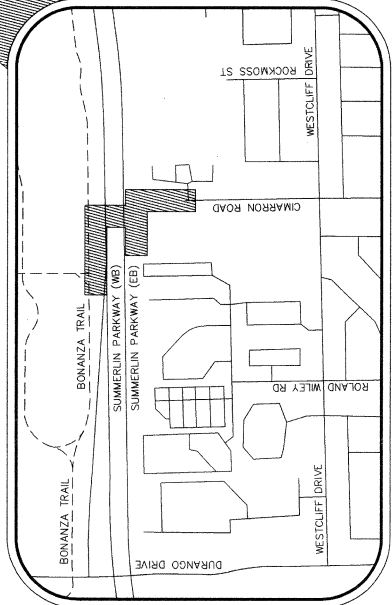 ROCKMOSS ST
WESTCLIFF DRIVE
CIMARRON ROAD
SUMMERLIN PARKWAY (WB)
SUMMERLIN PARKWAY (EB)
BONANZA TRAIL
ROLAND WILEY RD
BONANZA TRAIL
WESTCLIFF DRIVE
DURANGO DRIVE